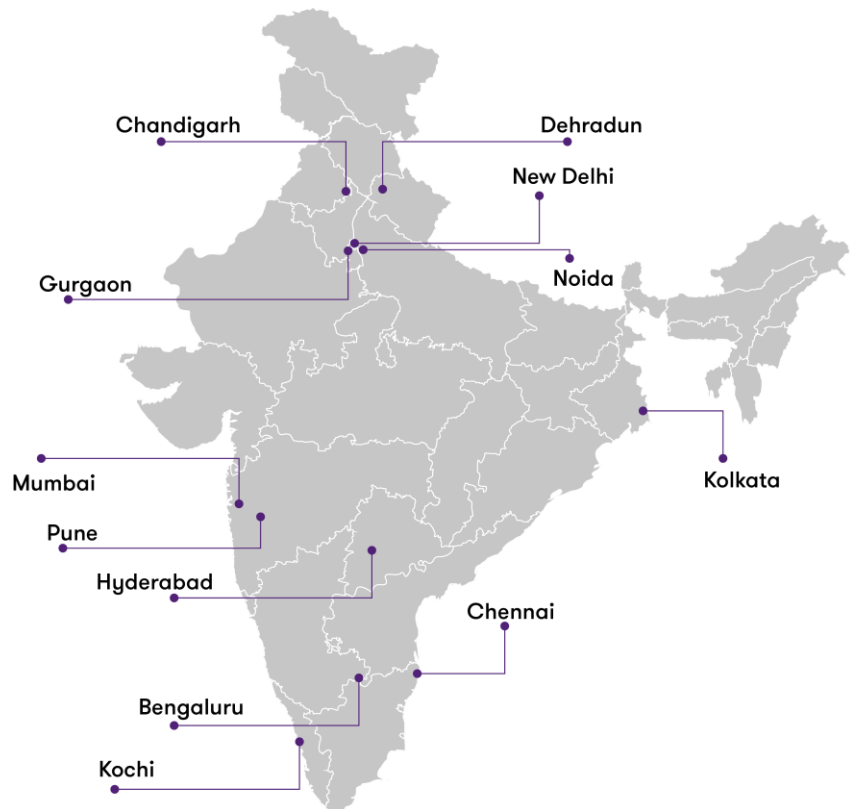 Chandigarh
Dehradun
New Delhi
Noida
Gurgaon
Mumbai
Kolkata
Pune
Hyderabad
Chennai
Bengaluru
Kochi